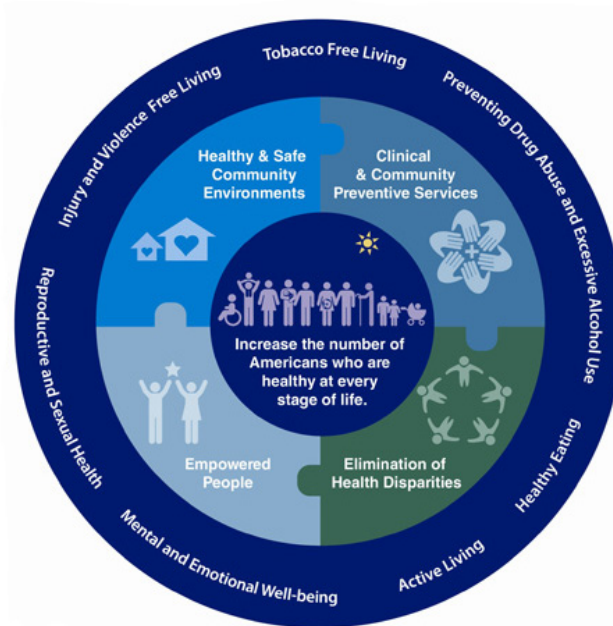 Tobacco Free Living
Preventing Drug Abuse and Excessive Alcohol Use
Healthy Eating
Active Living
Mental and Emotional Well-being
Reproductive and Sexual Health
Injury and Violence Free Living
Healthy & Safe
Community
Environments
Clinical
& Community
Preventive Services
Increase the number of
Americans who are
healthy at every
stage of life.
Empowered
People
Elimination of
Health Disparities